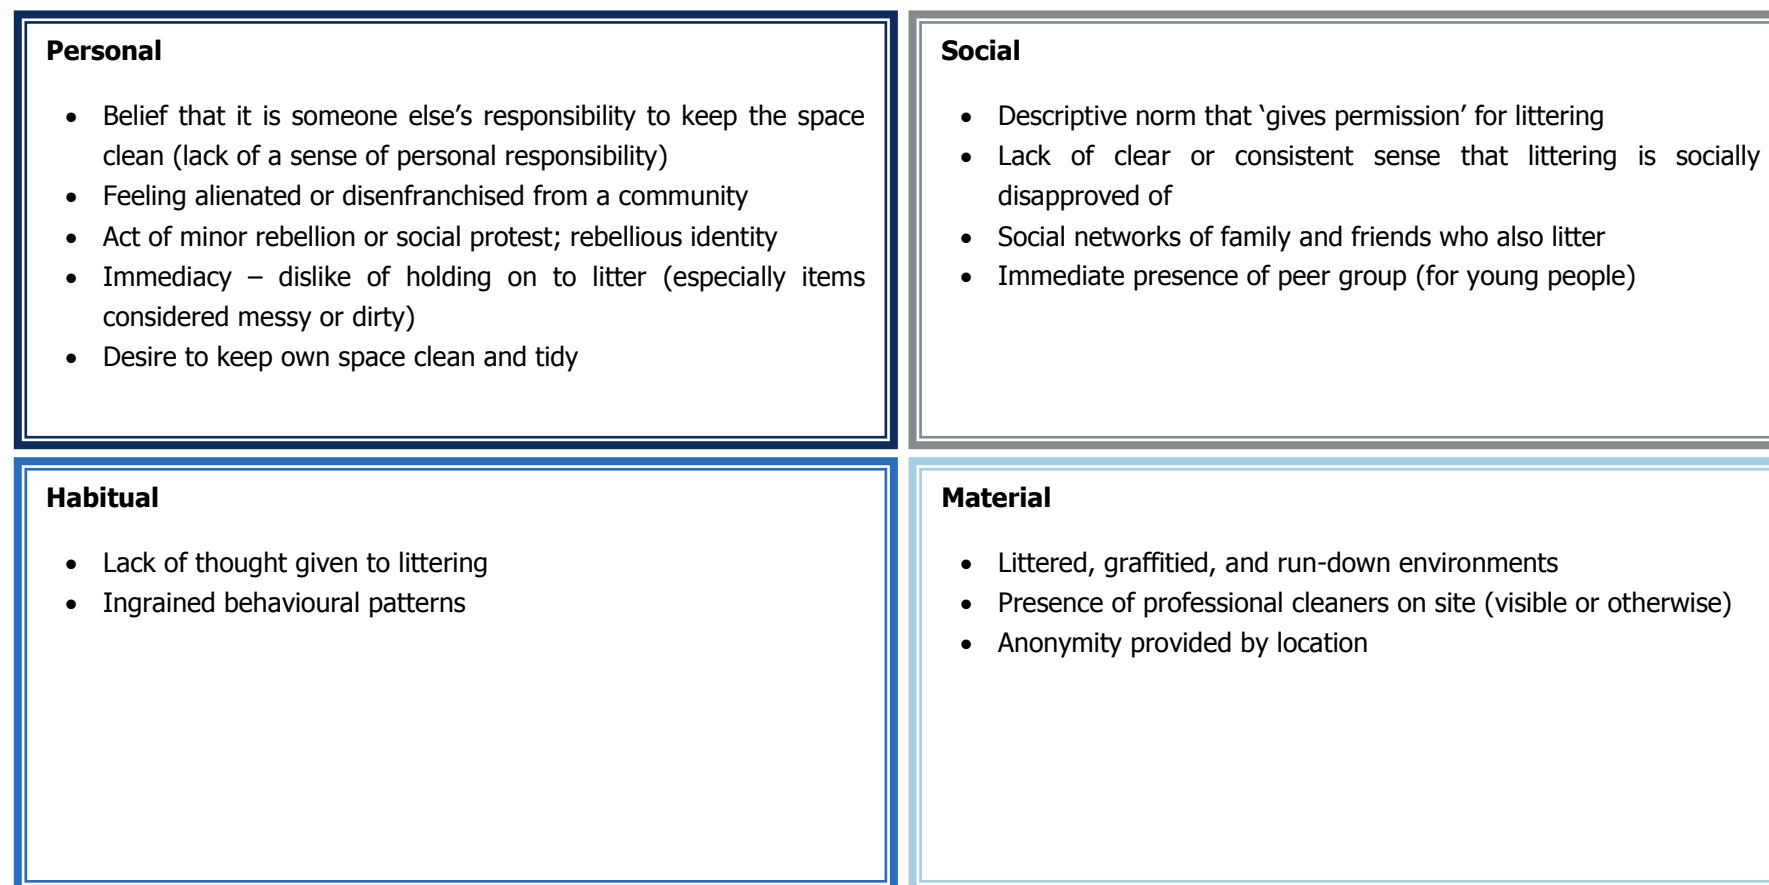 Personal
• Belief that it is someone else’s responsibility to keep the space
clean (lack of a sense of personal responsibility)
• Feeling alienated or disenfranchised from a community
• Act of minor rebellion or social protest; rebellious identity
• Immediacy – dislike of holding on to litter (especially items
considered messy or dirty)
• Desire to keep own space clean and tidy
Social
• Descriptive norm that ‘gives permission’ for littering
• Lack of clear or consistent sense that littering is socially
disapproved of
• Social networks of family and friends who also litter
• Immediate presence of peer group (for young people)
Habitual
• Lack of thought given to littering
• Ingrained behavioural patterns
Material
• Littered, graffitied, and run-down environments
• Presence of professional cleaners on site (visible or otherwise)
• Anonymity provided by location